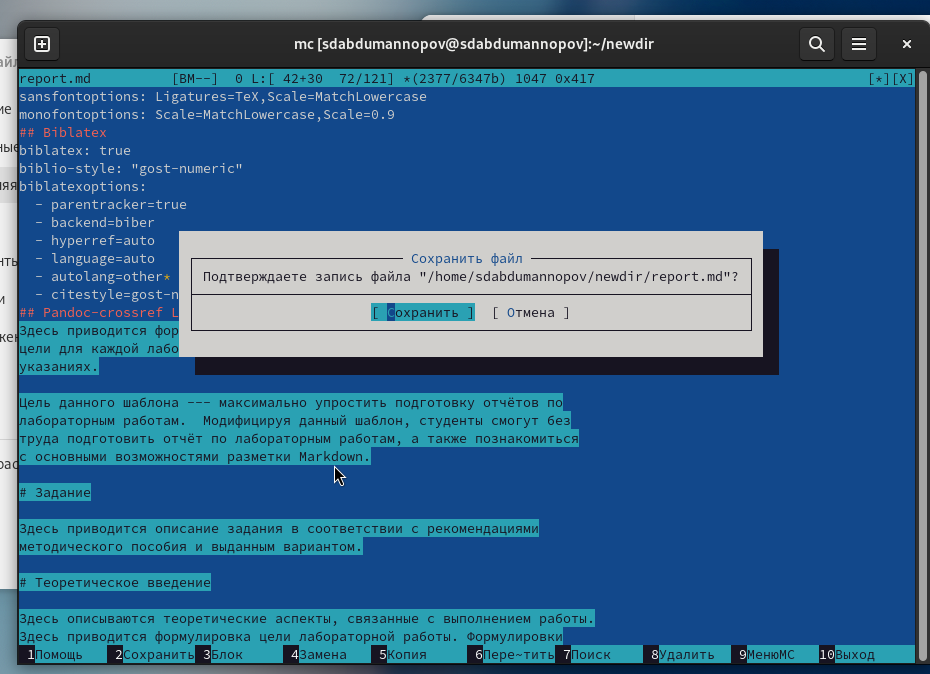 mc [sdabdumannopov@sdabdumannopov]:~/newdir
report.md [BM--] 0 L:[ 42+30 72/121] *(2377/6347b) 1047 0x417 [*][X]
sansfontoptions: Ligatures=TeX,Scale=MatchLowercase
monofontoptions: Scale=MatchLowercase,Scale=0.9
## Biblatex
biblatex: true
biblio-style: "gost-numeric"
biblatexoptions:
- parentracker=true
- backend=biber
- hyperref=auto
- language=auto
- autolang=other*
- citestyle=gost-n
## Pandoc-crossref L
Сохранить файл
Подтверждаете запись файла "/home/sdabdumannopov/newdir/report.md"?
[ Сохранить ] [ Отмена ]
Здесь приводится фор
цели для каждой лабо
указаниях.
Цель данного шаблона --- максимально упростить подготовку отчётов по
лабораторным работам. Модифицируя данный шаблон, студенты смогут без
труда подготовить отчёт по лабораторным работам, а также познакомиться
с основными возможностями разметки Markdown.
# Задание
Здесь приводится описание задания в соответствии с рекомендациями
методического пособия и выданным вариантом.
# Теоретическое введение
Здесь описываются теоретические аспекты, связанные с выполнением работы.
Здесь приводится формулировка цели лабораторной работы. Формулировки
1Помощь 2Сохранить 3Блок 4Замена 5Копия 6Пере~тить 7Поиск 8Удалить 9МенюМС 10Выход